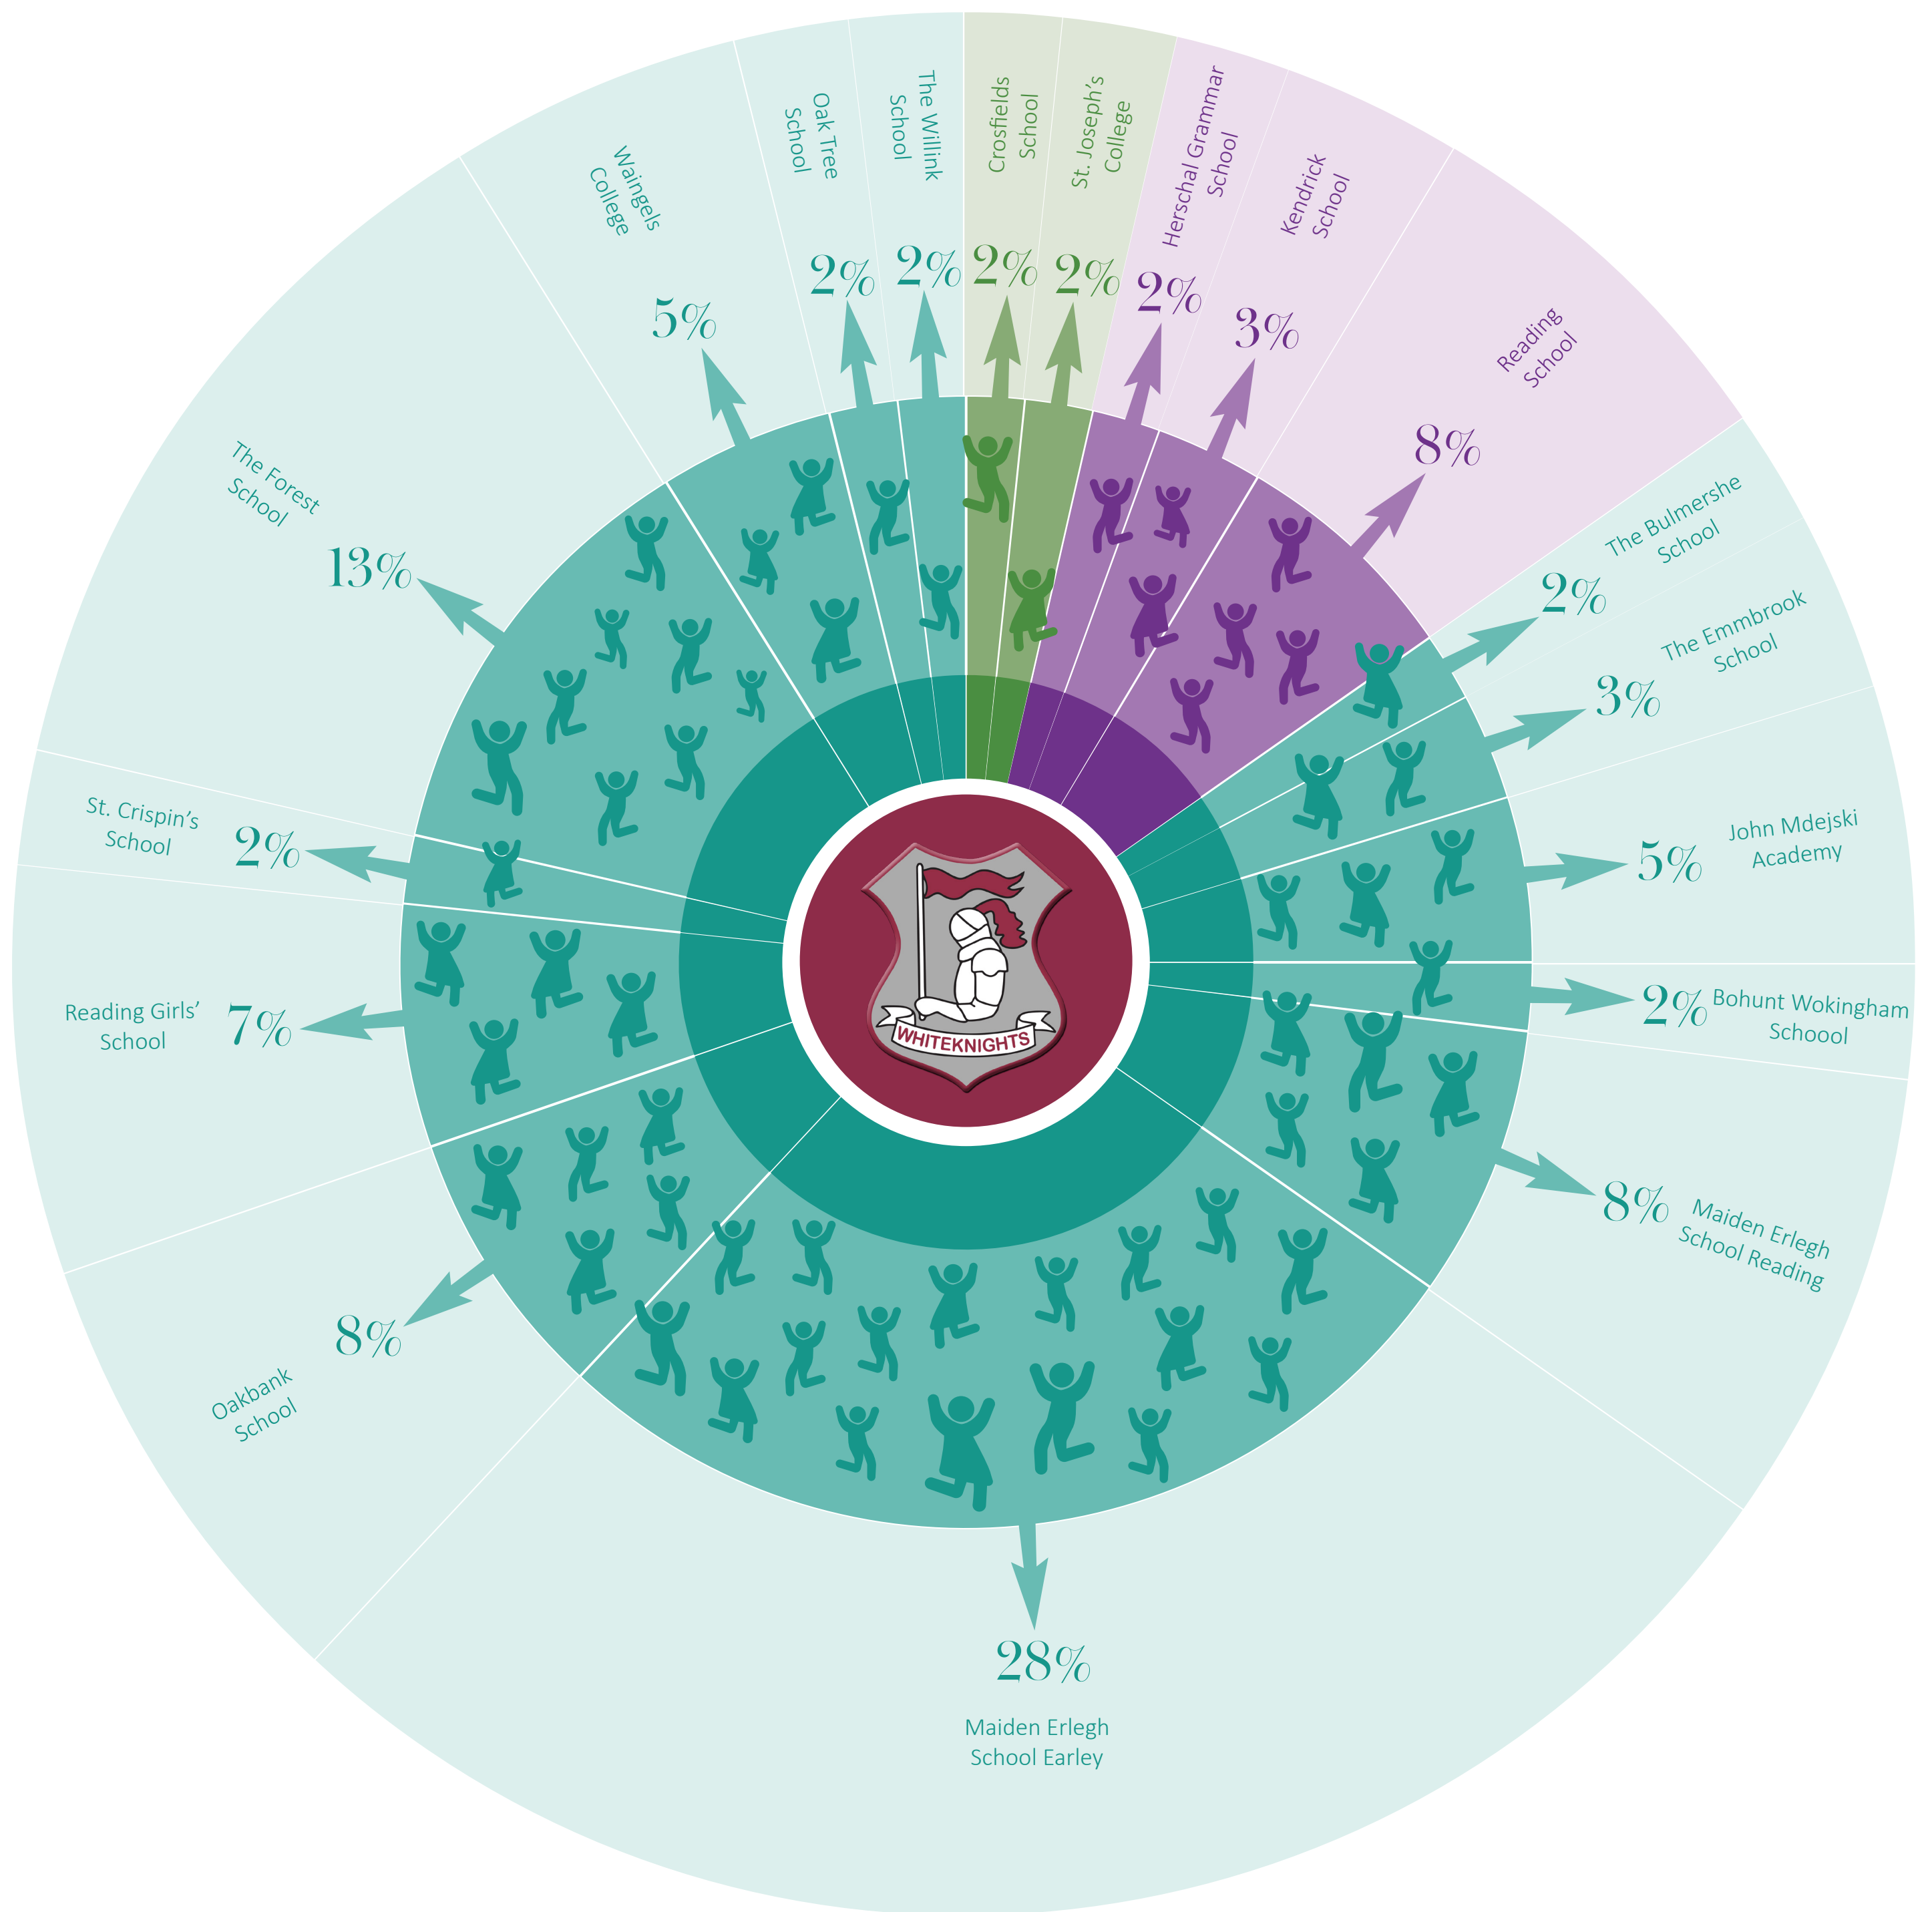 Crosfields
School
2%
St. Joseph's
College
2%
Herschal Grammar
School
2%
Kendrick
School
3%
Reading
School
8%
The Bulmershe
School
2%
The Emmbrook
School
3%
John Mdejski
Academy
5%
Bohunt Wokingham
Schoool
2%
Maiden Erlegh
School Reading
8%
28%
Maiden Erlegh
School Earley
8%
Oakbank
School
Reading Girls'
School
7%
St. Crispin's
School
2%
The Forest
School
13%
Waingels
College
5%
Oak Tree
School
2%
The Willink
School
2%
WHITEKNIGHTS